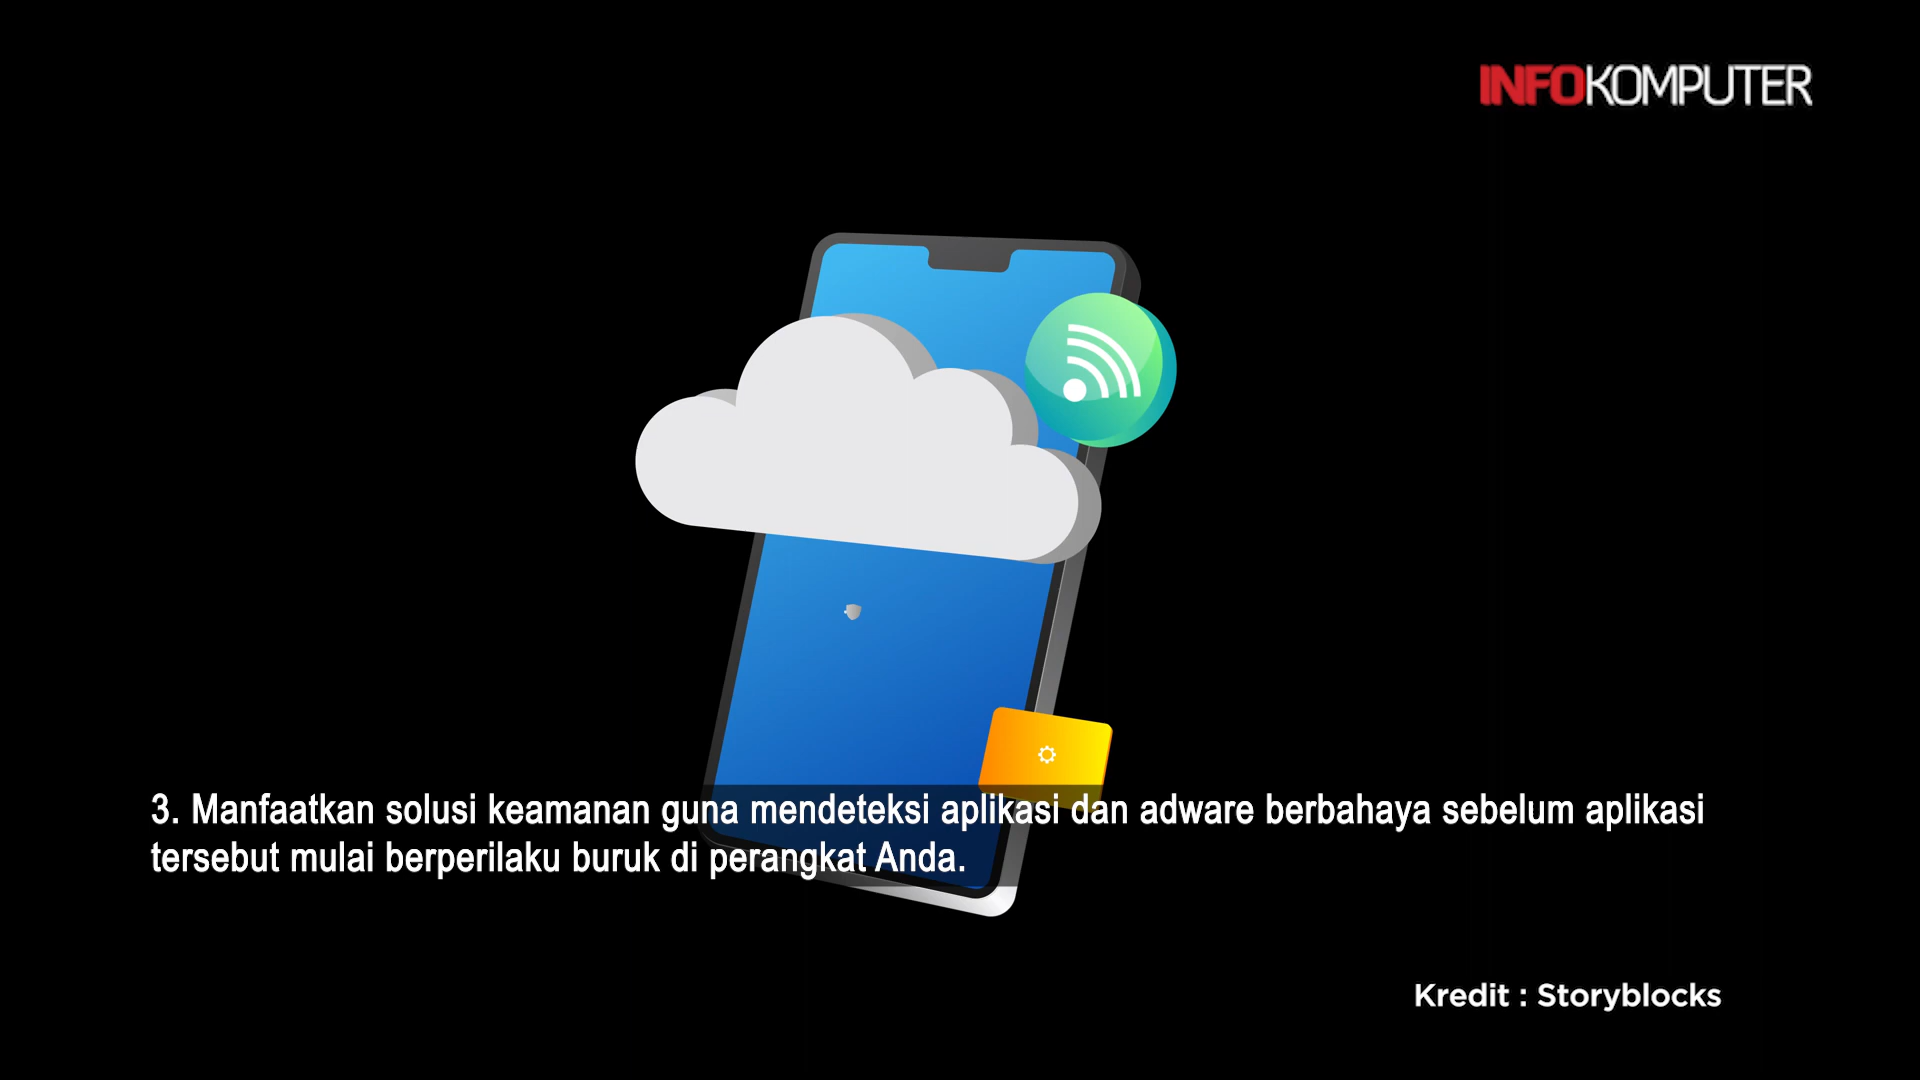 INFOKOMPUTER
3. Manfaatkan solusi keamanan guna mendeteksi aplikasi dan adware berbahaya sebelum aplikasi
tersebut mulai berperilaku buruk di perangkat Anda.
Kredit : Storyblocks